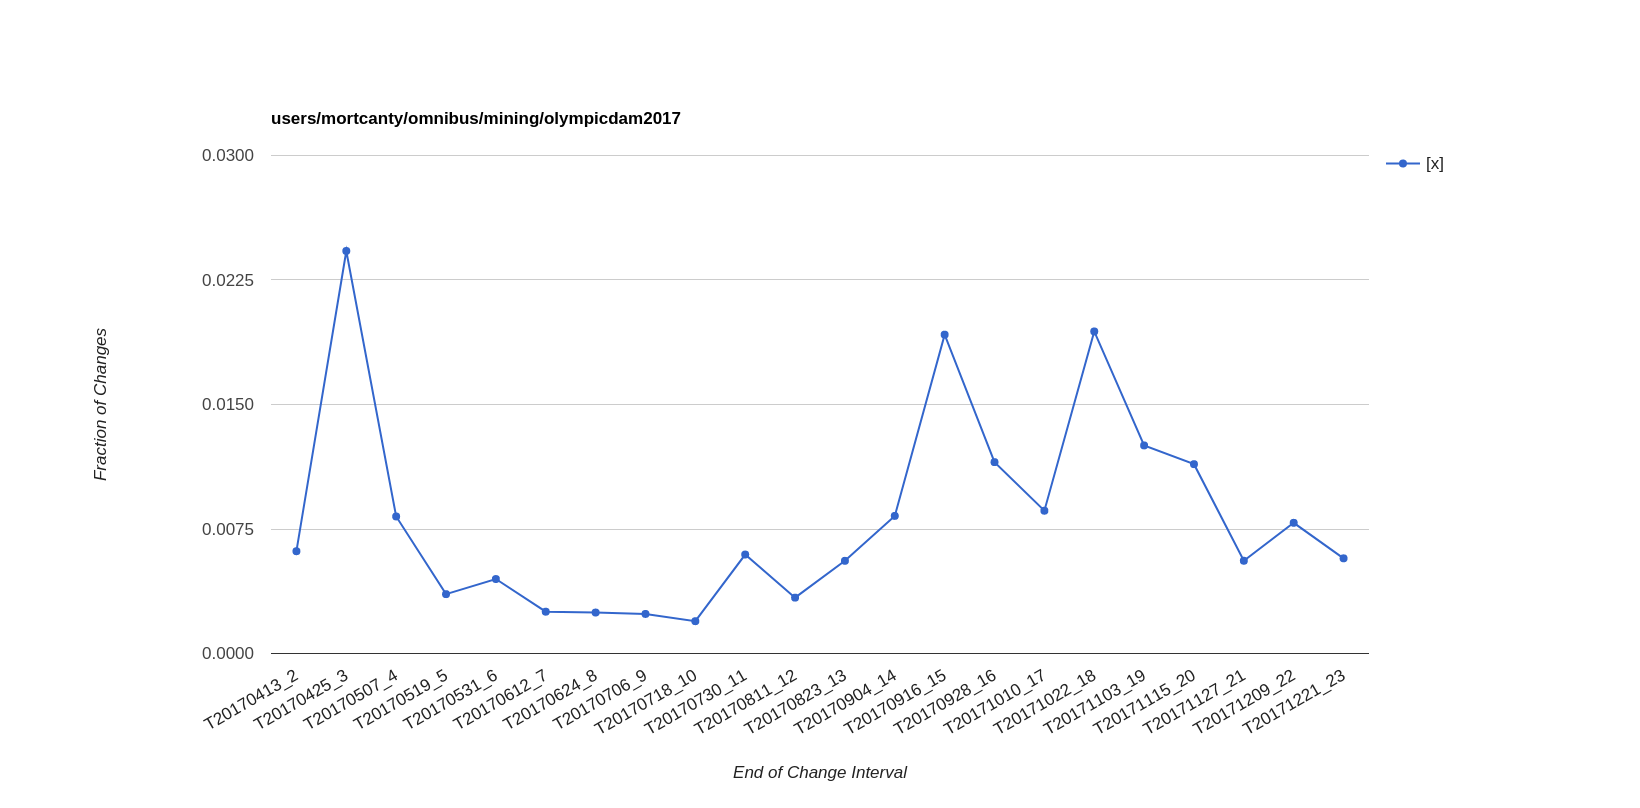 users/mortcanty/omnibus/mining/olympicdam2017
0.0300
0.0225
0.0150
0.0075
0.0000
Fraction of Changes
[x]
T20170413_2
T20170425_3
T20170507_4
T20170519_5
T20170531_6
T20170612_7
T20170624_8
T20170706_9
T20170718_10
T20170730_11
T20170811_12
T20170823_13
T20170904_14
T20170916_15
T20170928_16
T20171010_17
T20171022_18
T20171103_19
T20171115_20
T20171127_21
T20171209_22
T20171221_23
End of Change Interval